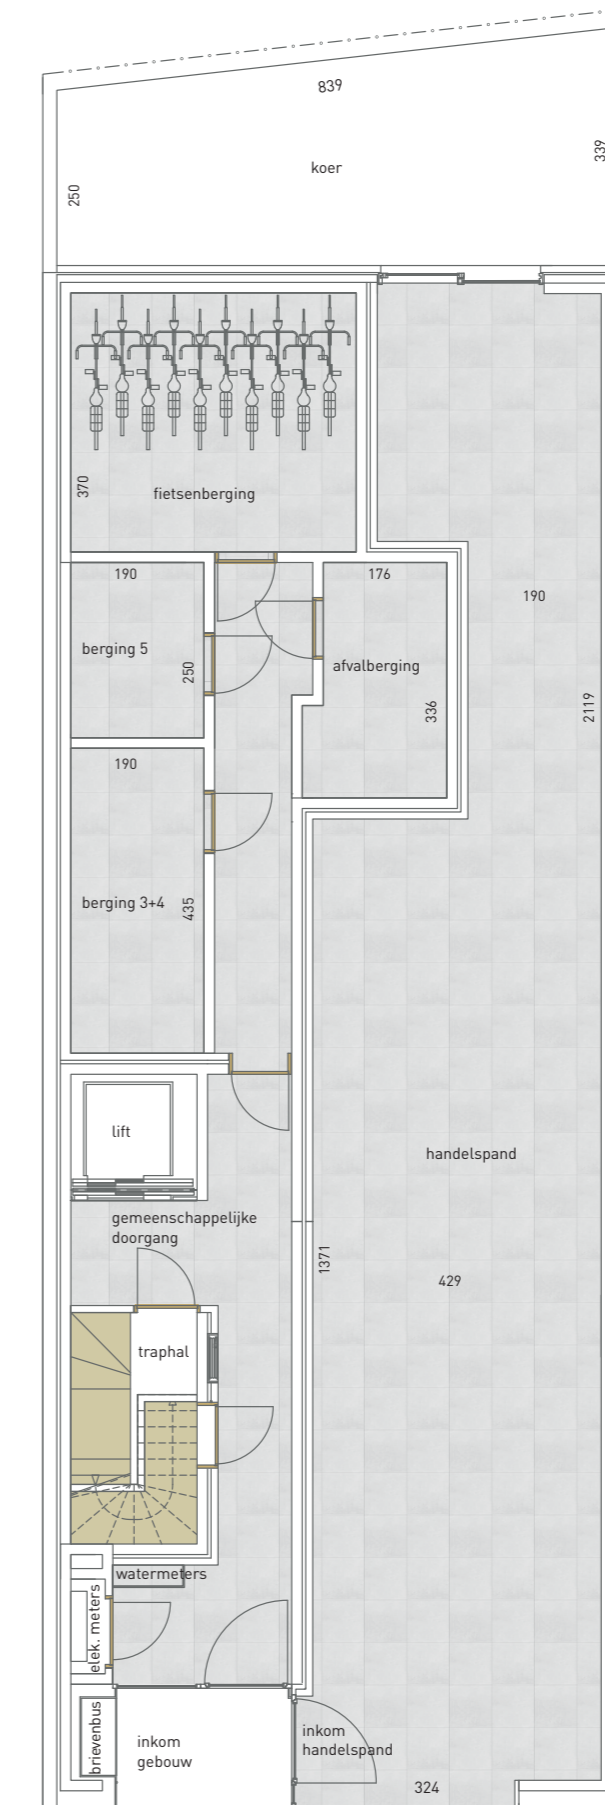 839
koer
339
250
370
fietsenberging
190
176
190
berging 5
250
afvalberging
336
2119
190
berging 3+4
435
lift
handelspand
gemeenschappelijke
doorgang
1371
429
traphal
watermeters
elek. meters
brievenbus
inkom
gebouw
inkom
handelspand
324